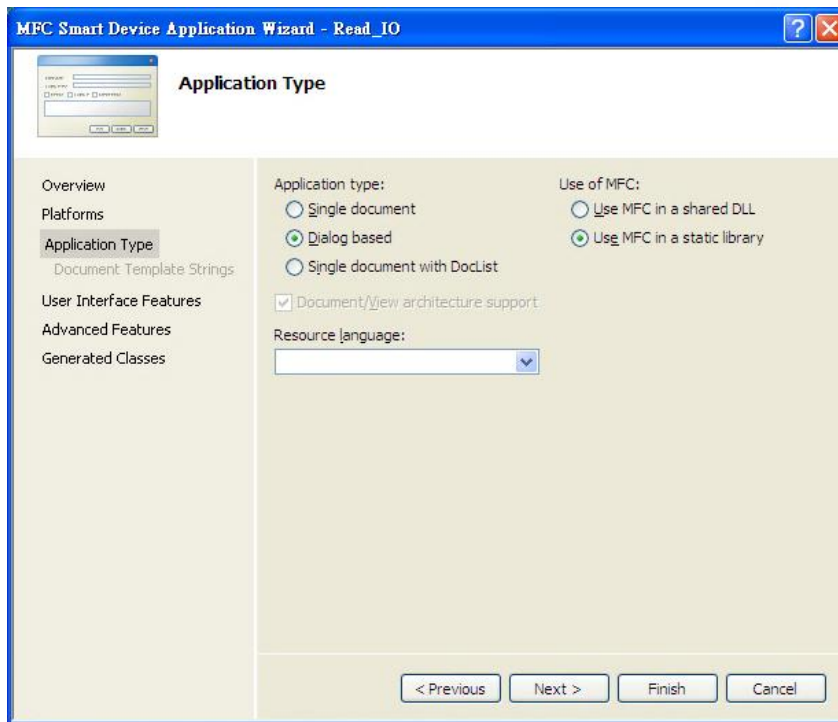 MFC Smart Device Application Wizard - Read_IO
Application Type
Overview
Platforms
Application Type
Document Template Strings
User Interface Features
Advanced Features
Generated Classes
Application type:
Single document
Dialog based
Single document with DocList
Document/View architecture support
Resource language:
Use of MFC:
Use MFC in a shared DLL
Use MFC in a static library
< Previous
Next >
Finish
Cancel